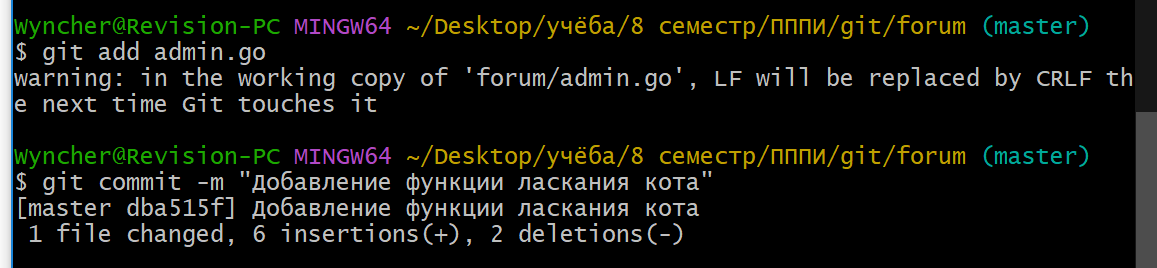 Wyncher@Revision-PC MINGW64 ~/Desktop/учёба/8 семестр/ПППИ/git/forum (master)
$ git add admin.go
warning: in the working copy of 'forum/admin.go', LF will be replaced by CRLF th
e next time Git touches it
Wyncher@Revision-PC MINGW64 ~/Desktop/учёба/8 семестр/ПППИ/git/forum (master)
$ git commit -m "Добавление функции ласкания кота"
[master dba515f] Добавление функции ласкания кота
 1 file changed, 6 insertions(+), 2 deletions(-)